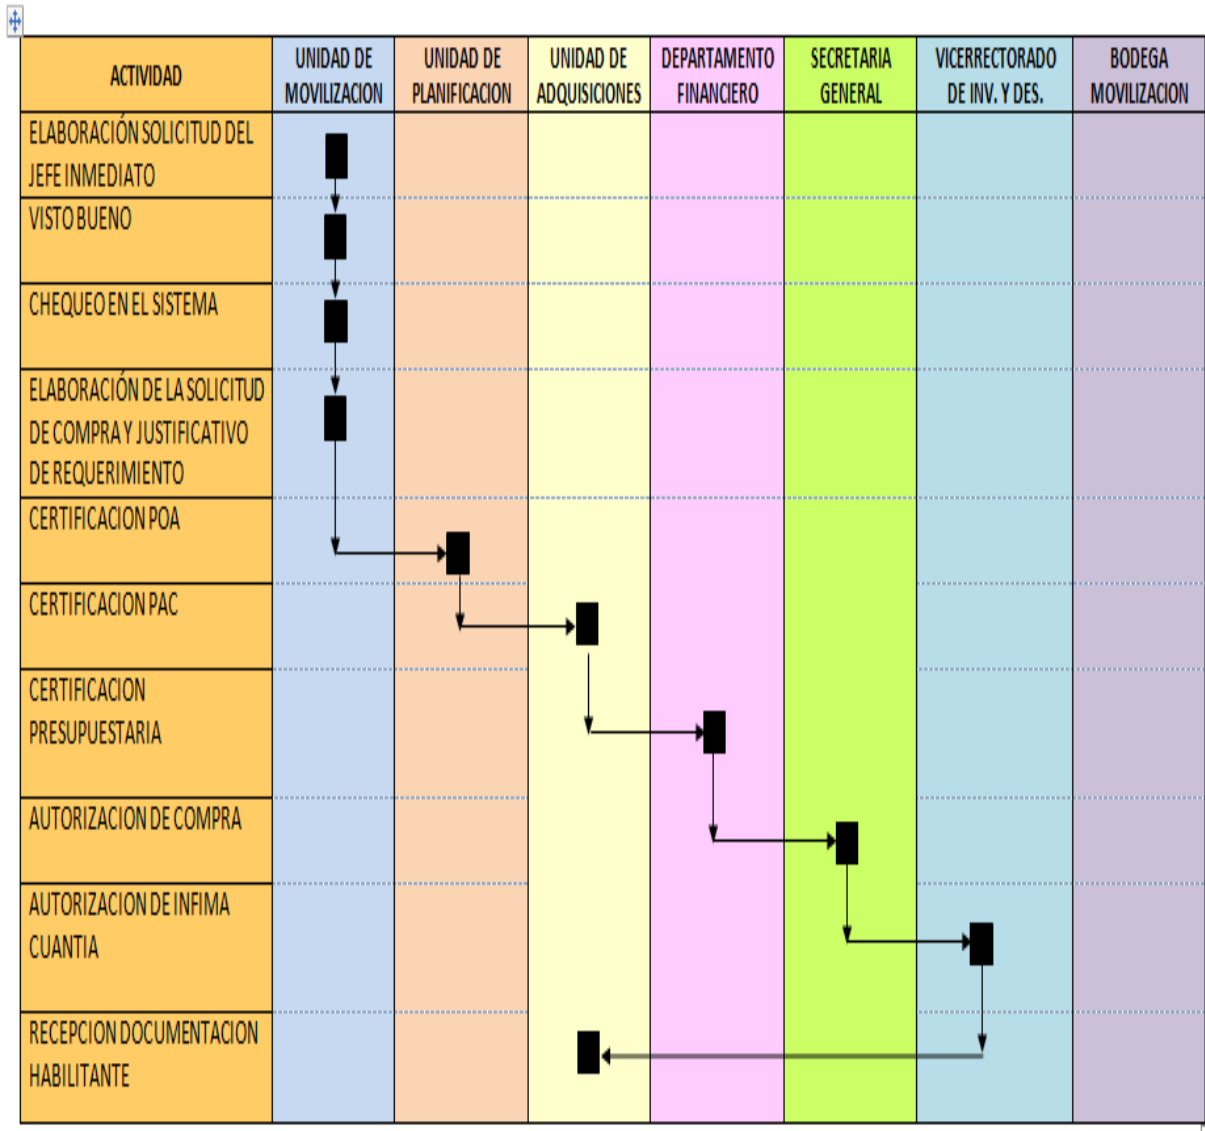 ACTIVIDAD
UNIDAD DE
MOVILIZACION
UNIDAD DE
PLANIFICACION
UNIDAD DE
ADQUISICIONES
DEPARTAMENTO
FINANCIERO
SECRETARIA
GENERAL
VICERRECTORADO
DE INV. Y DES.
BODEGA
MOVILIZACION
ELABORACIÓN SOLICITUD DEL
JEFE INMEDIATO
VISTO BUENO
CHEQUEO EN EL SISTEMA
ELABORACIÓN DE LA SOLICITUD
DE COMPRA Y JUSTIFICATIVO
DE REQUERIMIENTO
CERTIFICACION POA
CERTIFICACION PAC
CERTIFICACION
PRESUPUESTARIA
AUTORIZACION DE COMPRA
AUTORIZACION DE INFIMA
CUANTIA
RECEPCION DOCUMENTACION
HABILITANTE